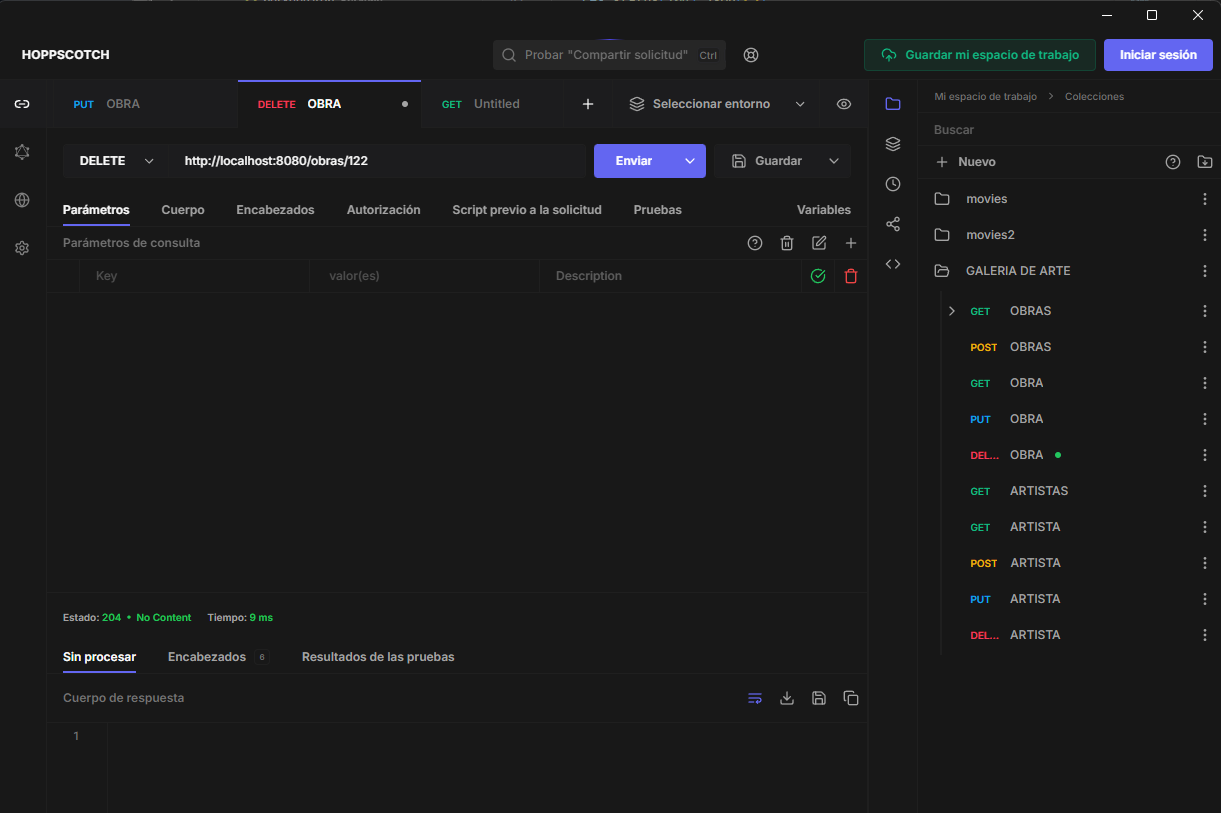 HOPPSCOTCH
Probar "Compartir solicitud" Ctrl
Guardar mi espacio de trabajo
Iniciar sesión
PUT OBRA
DELETE OBRA
GET Untitled
Seleccionar entorno
DELETE
http://localhost:8080/obras/122
Enviar
Guardar
Parámetros Cuerpo Encabezados Autorización Script previo a la solicitud Pruebas Variables
Parámetros de consulta
Key valor(es) Description
Estado: 204 • No Content Tiempo: 9 ms
Sin procesar Encabezados 6 Resultados de las pruebas
Cuerpo de respuesta
1
Mi espacio de trabajo > Colecciones
Buscar
+ Nuevo
movies
movies2
GALERIA DE ARTE
GET OBRAS
POST OBRAS
GET OBRA
PUT OBRA
DEL... OBRA
GET ARTISTAS
GET ARTISTA
POST ARTISTA
PUT ARTISTA
DEL... ARTISTA